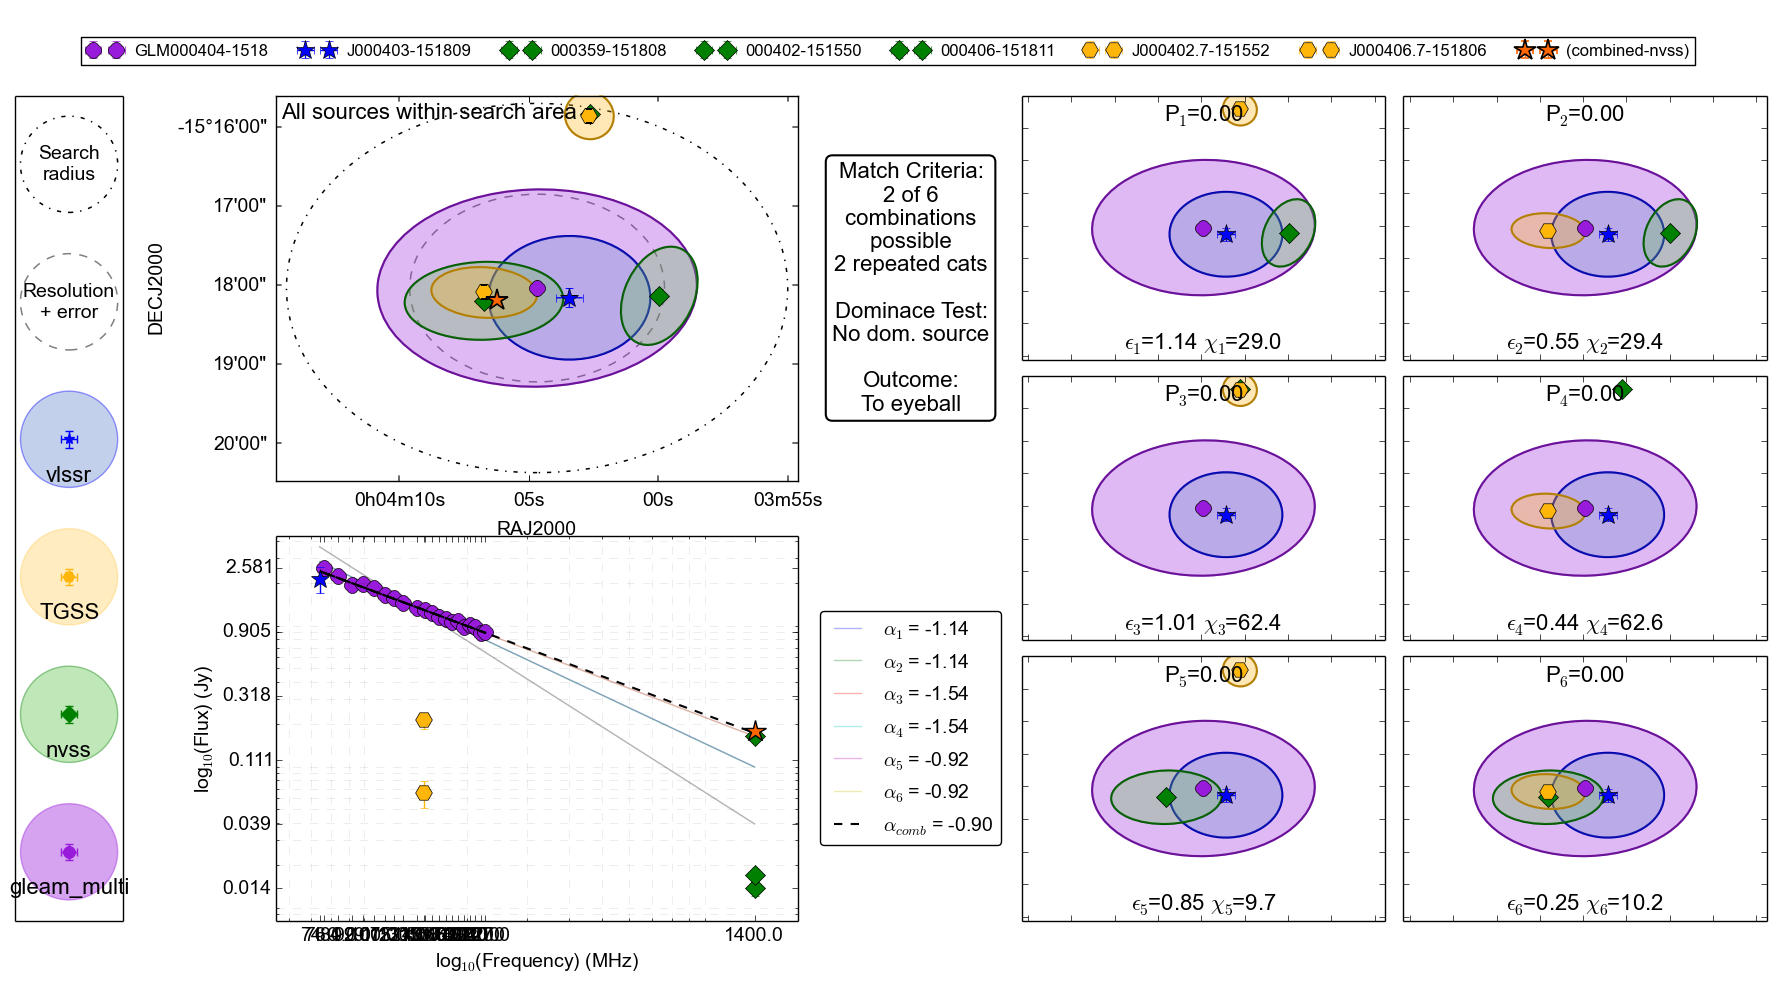 GLM000404-1518 J000403-151809 000359-151808 000402-151550 000406-151811 J000402.7-151552 J000406.7-151806 (combined-nvss)
Search
radius
Resolution
+ error
vlssr
TGSS
nvss
gleam_multi
All sources within search area
DECJ2000
-15°16'00"
17'00"
18'00"
19'00"
20'00"
0h04m10s 05s 00s 03m55s
RAJ2000
Match Criteria:
2 of 6
combinations
possible
2 repeated cats
Dominace Test:
No dom. source
Outcome:
To eyeball
log10(Flux) (Jy)
2.581
0.905
0.318
0.111
0.039
0.014
1400.0
log10(Frequency) (MHz)
α1 = -1.14
α2 = -1.14
α3 = -1.54
α4 = -1.54
α5 = -0.92
α6 = -0.92
αcomb = -0.90
P1=0.00
ϵ1=1.14 χ1=29.0
P2=0.00
ϵ2=0.55 χ2=29.4
P3=0.00
ϵ3=1.01 χ3=62.4
P4=0.00
ϵ4=0.44 χ4=62.6
P5=0.00
ϵ5=0.85 χ5=9.7
P6=0.00
ϵ6=0.25 χ6=10.2